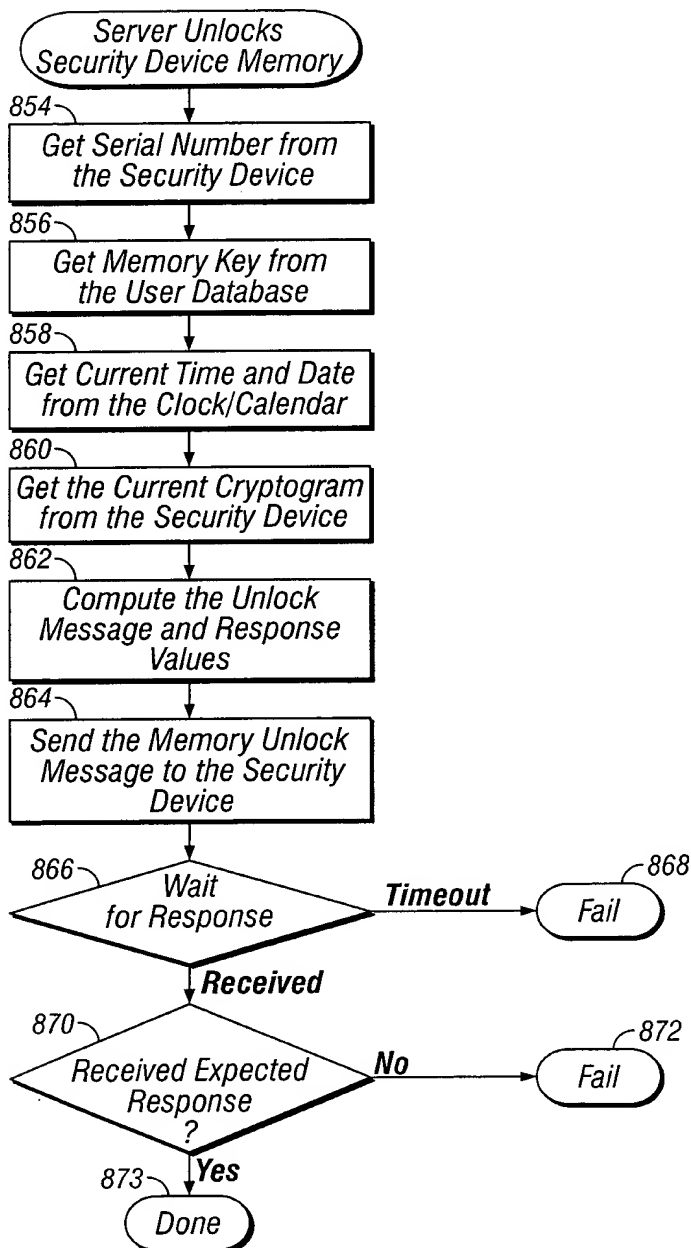 Server Unlocks
Security Device Memory
854
Get Serial Number from
the Security Device
856
Get Memory Key from
the User Database
858
Get Current Time and Date
from the Clock/Calendar
860
Get the Current Cryptogram
from the Security Device
862
Compute the Unlock
Message and Response
Values
864
Send the Memory Unlock
Message to the Security
Device
866
Wait
for Response
Timeout
868
Fail
Received
870
Received Expected
Response
?
No
872
Fail
Yes
873
Done